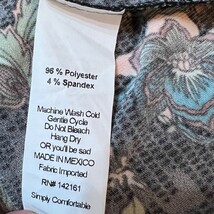 96 % Polyester
4 % Spandex
Machine Wash Cold
Gentle Cycle
Do Not Bleach
Hang Dry
OR you'll be sad
MADE IN MEXICO
Fabric Imported
RN# 142161
Simply Comfortable